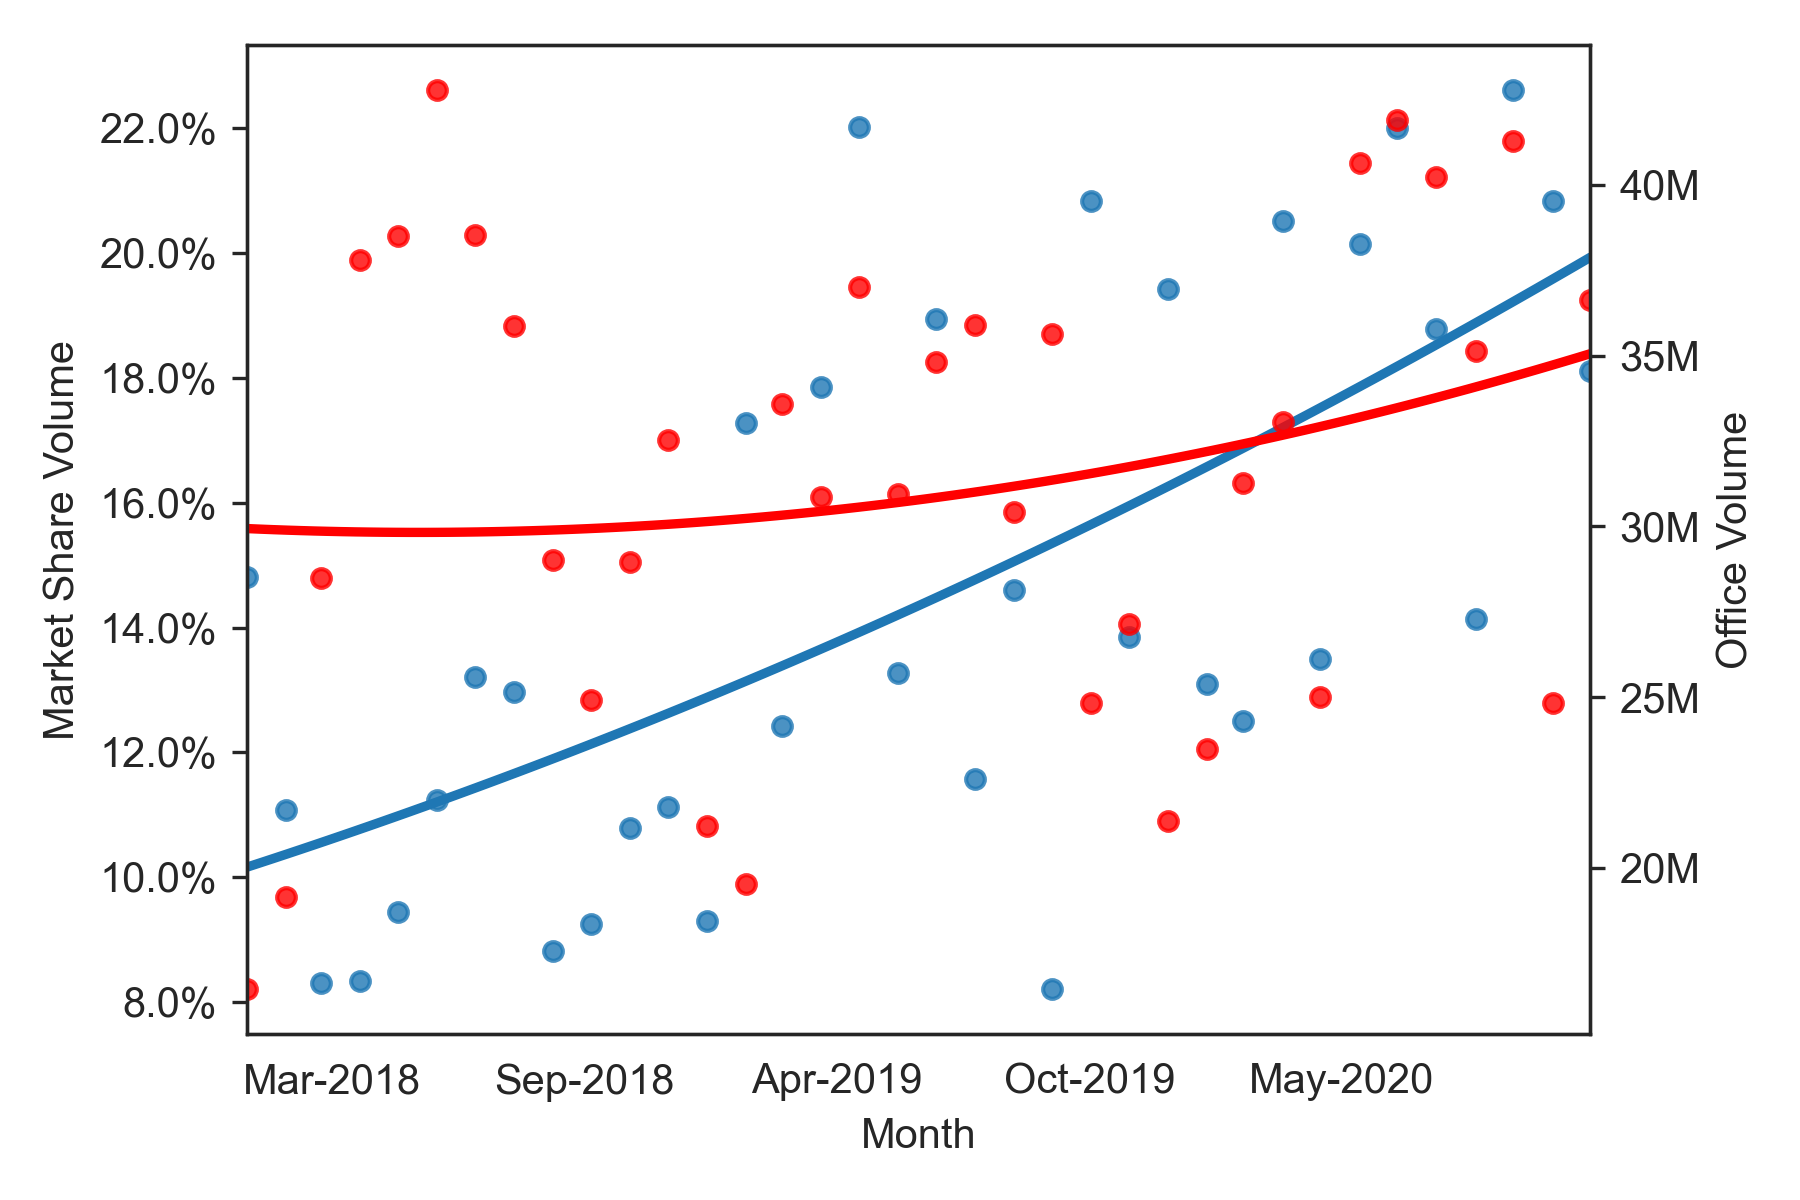 22.0%
20.0%
18.0%
16.0%
14.0%
12.0%
10.0%
8.0%
Market Share Volume
40M
35M
30M
25M
20M
Office Volume
Mar-2018 Sep-2018 Apr-2019 Oct-2019 May-2020
Month